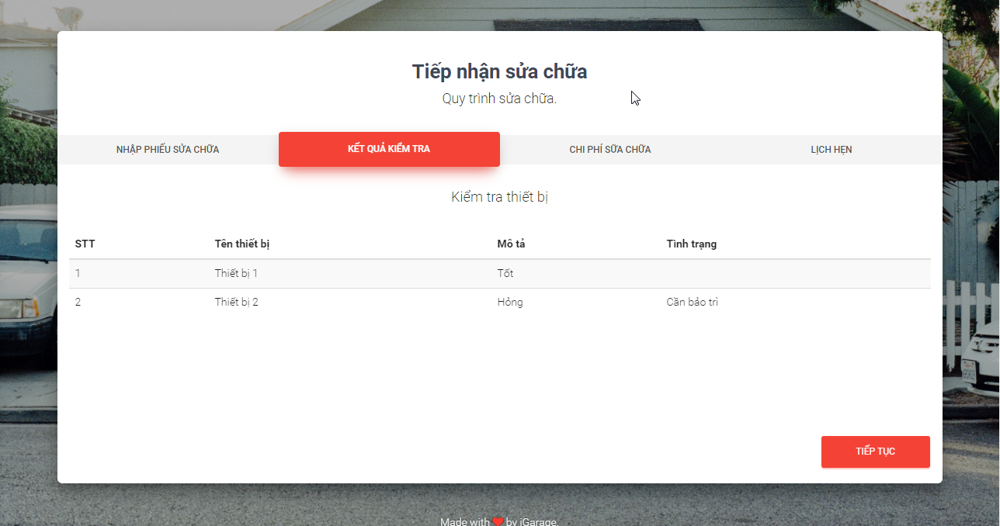 Tiếp nhận sửa chữa
Quy trình sửa chữa.
NHẬP PHIẾU SỬA CHỮA KẾT QUẢ KIỂM TRA CHI PHÍ SỮA CHỮA LỊCH HẸN
Kiểm tra thiết bị
STT Tên thiết bị Mô tả Tình trạng
1 Thiết bị 1 Tốt
2 Thiết bị 2 Hỏng Cần bảo trì
TIẾP TỤC
Made with ❤ by iGarage.